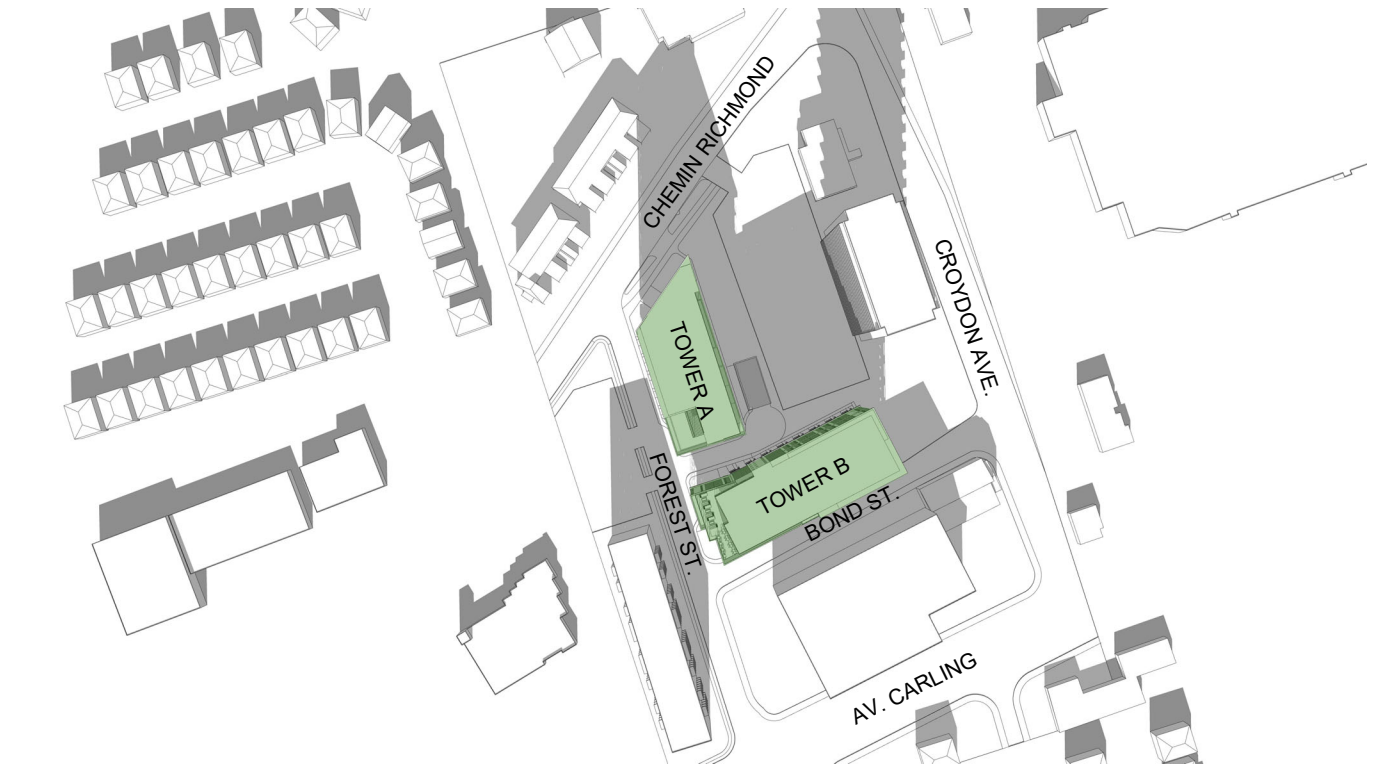 CHEMIN RICHMOND
CROYDON AVE.
TOWER A
FOREST ST.
TOWER B
BOND ST.
AV. CARLING